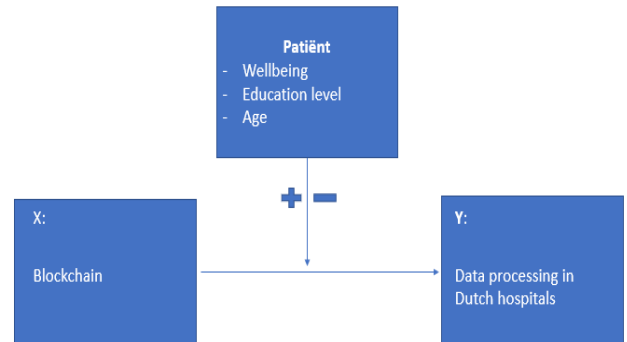 Patiënt
- Wellbeing
- Education level
- Age
X:
Blockchain
Y:
Data processing in
Dutch hospitals